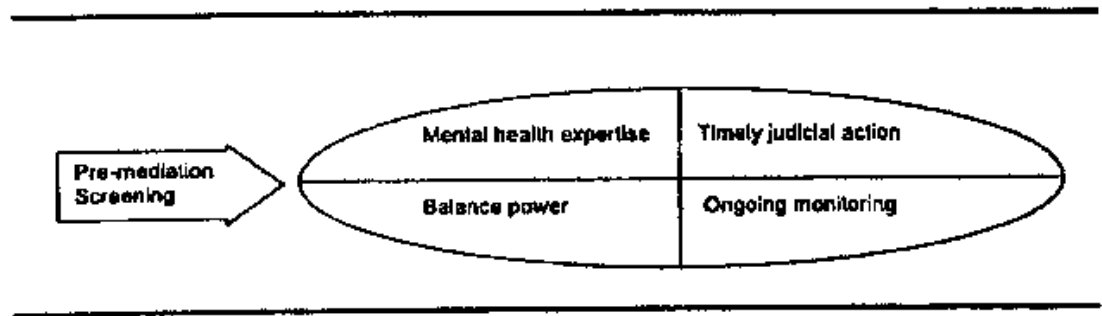 Mental health expertise
Timely judicial action
Pre-mediation
Screening
Balance power
Ongoing monitoring